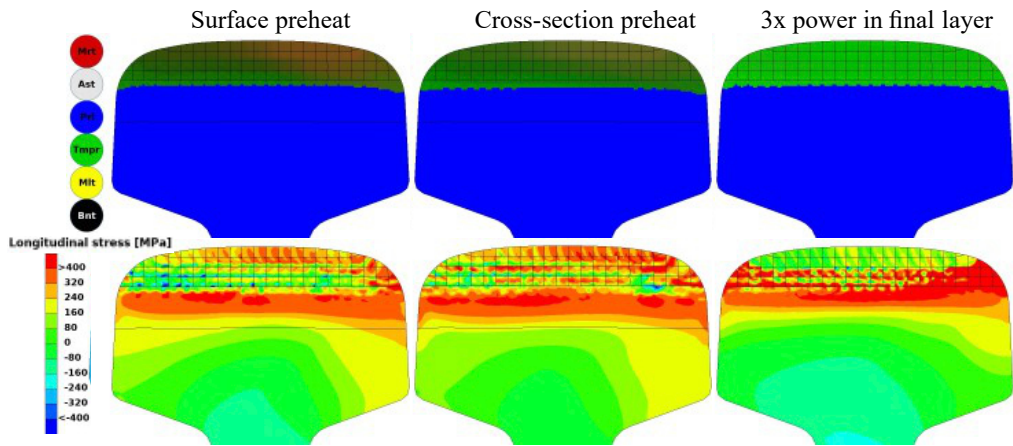 Surface preheat
Cross-section preheat
3x power in final layer
Mrt
Ast
Prl
Tmpr
Mlt
Bnt
Longitudinal stress [MPa]
>400
320
240
160
80
0
-80
-160
-240
-320
<-400